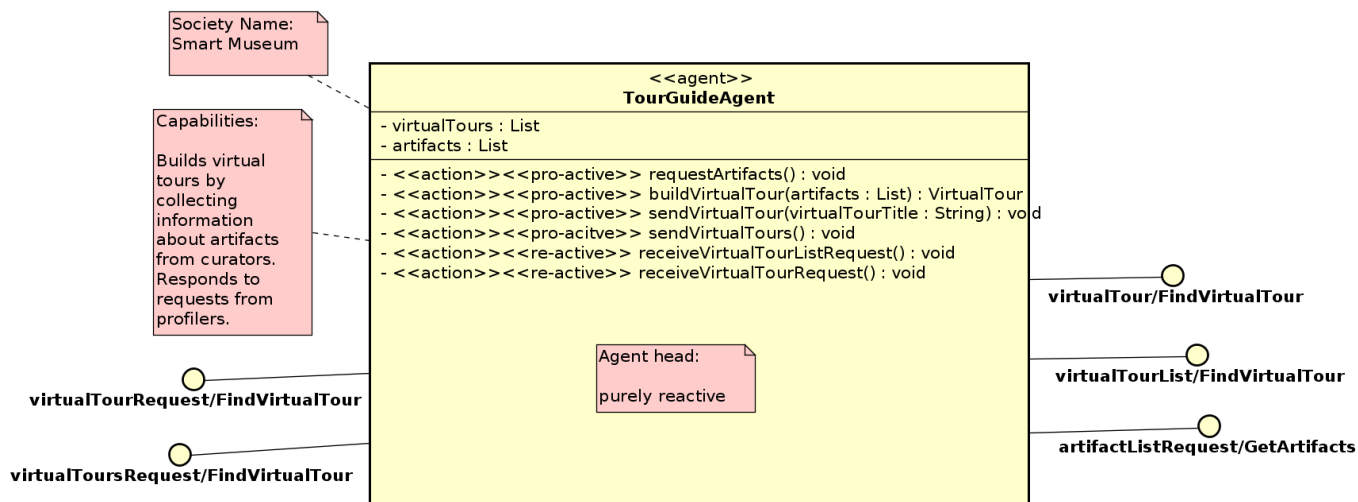 Society Name:
Smart Museum
Capabilities:
Builds virtual
tours by
collecting
information
about artifacts
from curators.
Responds to
requests from
profilers.
<<agent>>
TourGuideAgent
- virtualTours : List
- artifacts : List
- <<action>><<pro-active>> requestArtifacts() : void
- <<action>><<pro-active>> buildVirtualTour(artifacts : List) : VirtualTour
- <<action>><<pro-active>> sendVirtualTour(virtualTourTitle : String) : void
- <<action>><<pro-acitve>> sendVirtualTours() : void
- <<action>><<re-active>> receiveVirtualTourListRequest() : void
- <<action>><<re-active>> receiveVirtualTourRequest() : void
Agent head:
purely reactive
virtualTourRequest/FindVirtualTour
virtualToursRequest/FindVirtualTour
virtualTour/FindVirtualTour
virtualTourList/FindVirtualTour
artifactListRequest/GetArtifacts